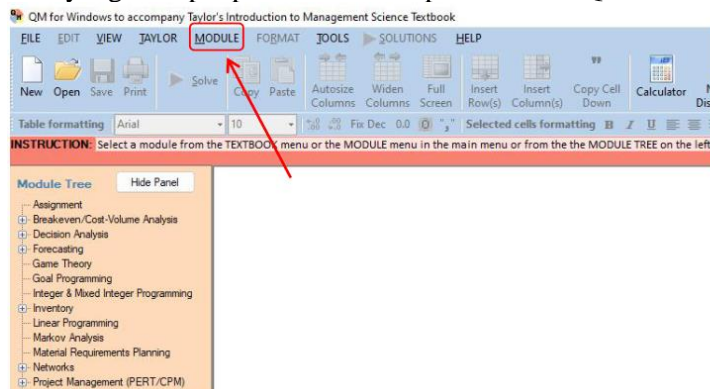 QM for Windows to accompany Taylor's Introduction to Management Science Textbook
FILE EDIT VIEW TAYLOR MODULE FORMAT TOOLS SOLUTIONS HELP
New Open Save Print Solve Copy Paste Autosize Columns Widen Columns Full Screen Insert Row(s) Insert Column(s) Copy Cell Down Calculator
Table formatting Arial 10 Fix Dec 0.0 0 Selected cells formatting B I U
INSTRUCTION: Select a module from the TEXTBOOK menu or the MODULE menu in the main menu or from the the MODULE TREE on the left
Module Tree Hide Panel
Assignment
Breakeven/Cost-Volume Analysis
Decision Analysis
Forecasting
Game Theory
Goal Programming
Integer & Mixed Integer Programming
Inventory
Linear Programming
Markov Analysis
Material Requirements Planning
Networks
Project Management (PERT/CPM)